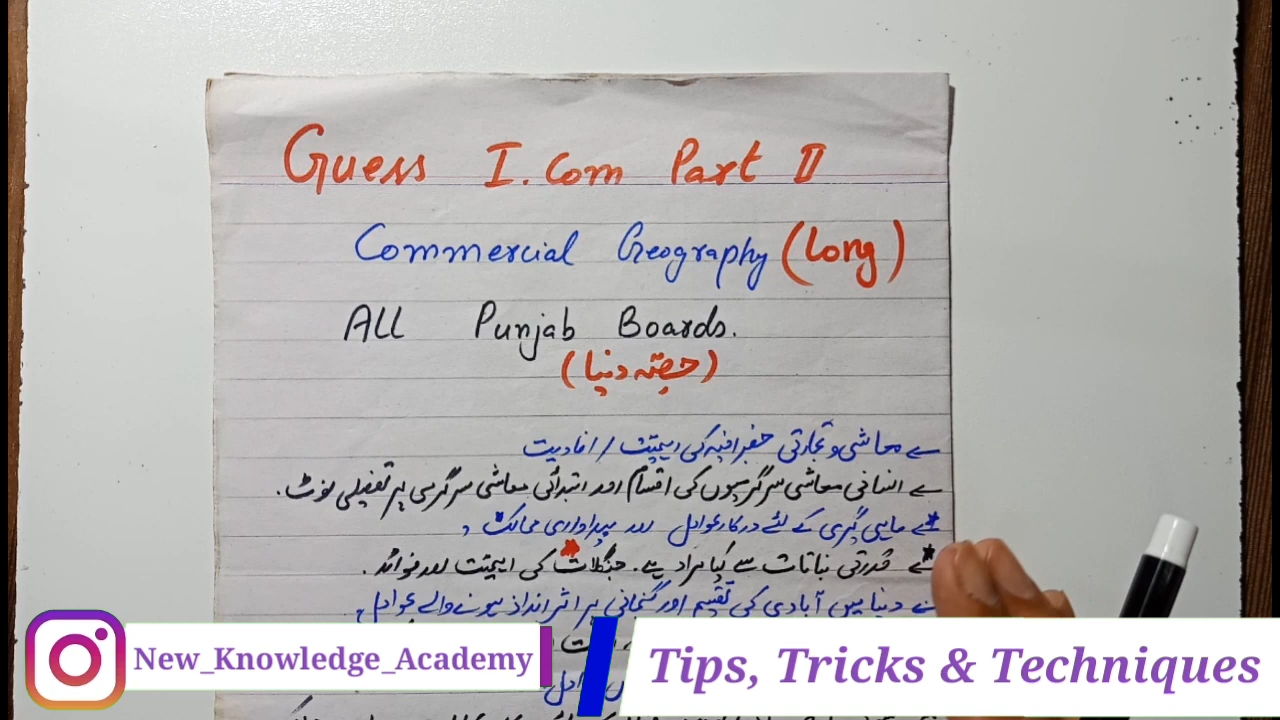 Guess I.Com Part II
Commercial Geography (Long)
All Punjab Boards.
(حصتہ دنیا)
معاشی و تجارتی جغرافیہ کی اہمیت / افادیت
انسانی معاشی سرگرمیوں کی اقسام اور ابتدائی معاشی سرگرمی پر تفصیلی نوٹ۔
ماہی گیری کے لئے درکار عوامل اور پیداواری ممالک
قدرتی نباتات سے کیا مراد ہے۔ جنگلات کی اہمیت اور فوائد۔
دنیا میں آبادی کی تقسیم اور گنجانی پر اثر انداز ہونے والے عوامل
New_Knowledge_Academy
Tips, Tricks & Techniques